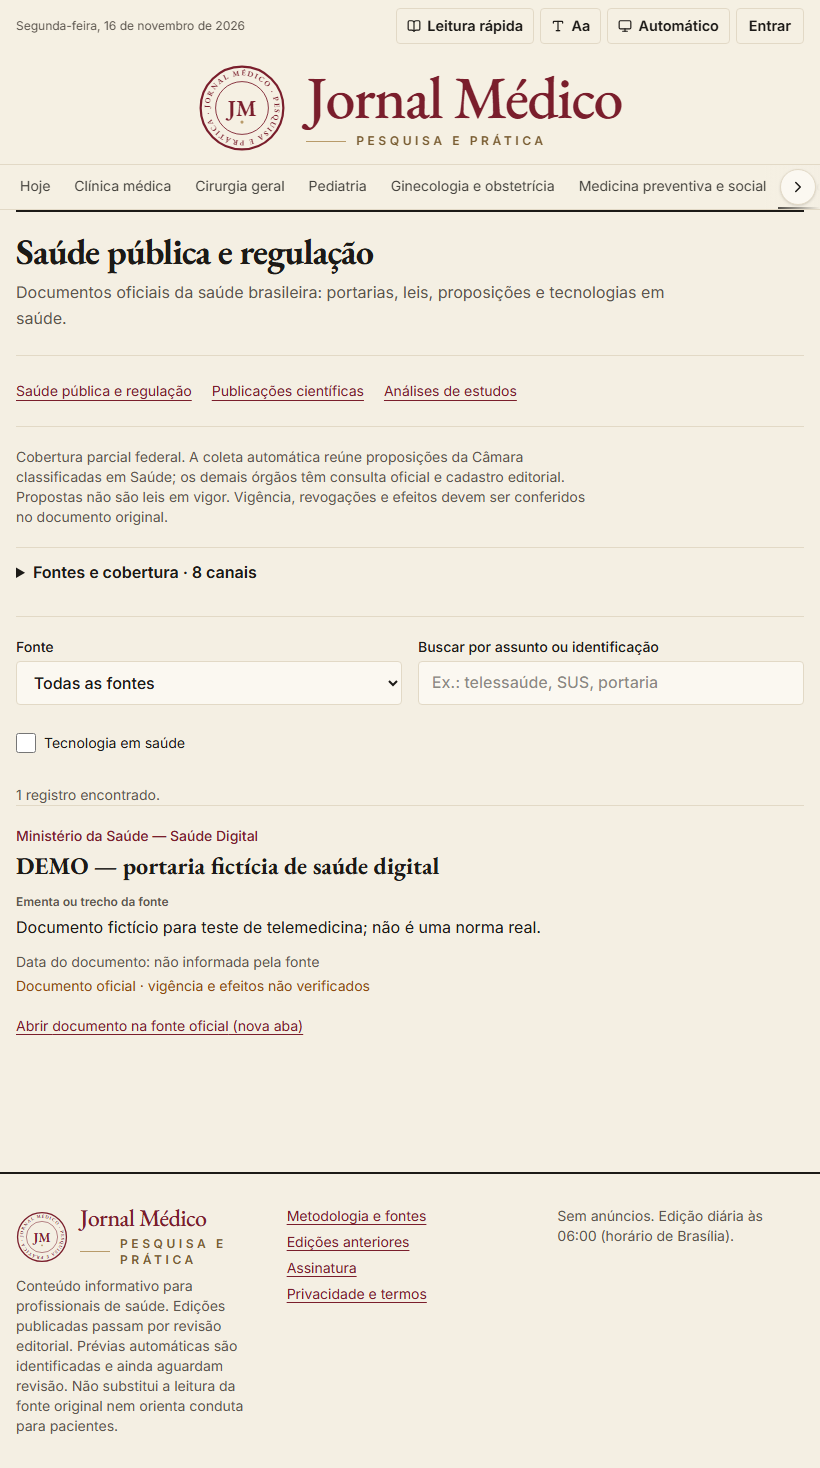 Segunda-feira, 16 de novembro de 2026
Leitura rápida
Aa
Automático
Entrar
JORNAL MÉDICO · PESQUISA E PRÁTICA ·
JM
Jornal Médico
PESQUISA E PRÁTICA
Hoje
Clínica médica
Cirurgia geral
Pediatria
Ginecologia e obstetrícia
Medicina preventiva e social
Saúde pública e regulação
Documentos oficiais da saúde brasileira: portarias, leis, proposições e tecnologias em
saúde.
Saúde pública e regulação
Publicações científicas
Análises de estudos
Cobertura parcial federal. A coleta automática reúne proposições da Câmara
classificadas em Saúde; os demais órgãos têm consulta oficial e cadastro editorial.
Propostas não são leis em vigor. Vigência, revogações e efeitos devem ser conferidos
no documento original.
Fontes e cobertura · 8 canais
Fonte
Todas as fontes
Buscar por assunto ou identificação
Ex.: telessaúde, SUS, portaria
Tecnologia em saúde
1 registro encontrado.
Ministério da Saúde — Saúde Digital
DEMO — portaria fictícia de saúde digital
Ementa ou trecho da fonte
Documento fictício para teste de telemedicina; não é uma norma real.
Data do documento: não informada pela fonte
Documento oficial · vigência e efeitos não verificados
Abrir documento na fonte oficial (nova aba)
JORNAL MÉDICO · PESQUISA E PRÁTICA ·
JM
Jornal Médico
PESQUISA E
PRÁTICA
Conteúdo informativo para
profissionais de saúde. Edições
publicadas passam por revisão
editorial. Prévias automáticas são
identificadas e ainda aguardam
revisão. Não substitui a leitura da
fonte original nem orienta conduta
para pacientes.
Metodologia e fontes
Edições anteriores
Assinatura
Privacidade e termos
Sem anúncios. Edição diária às
06:00 (horário de Brasília).